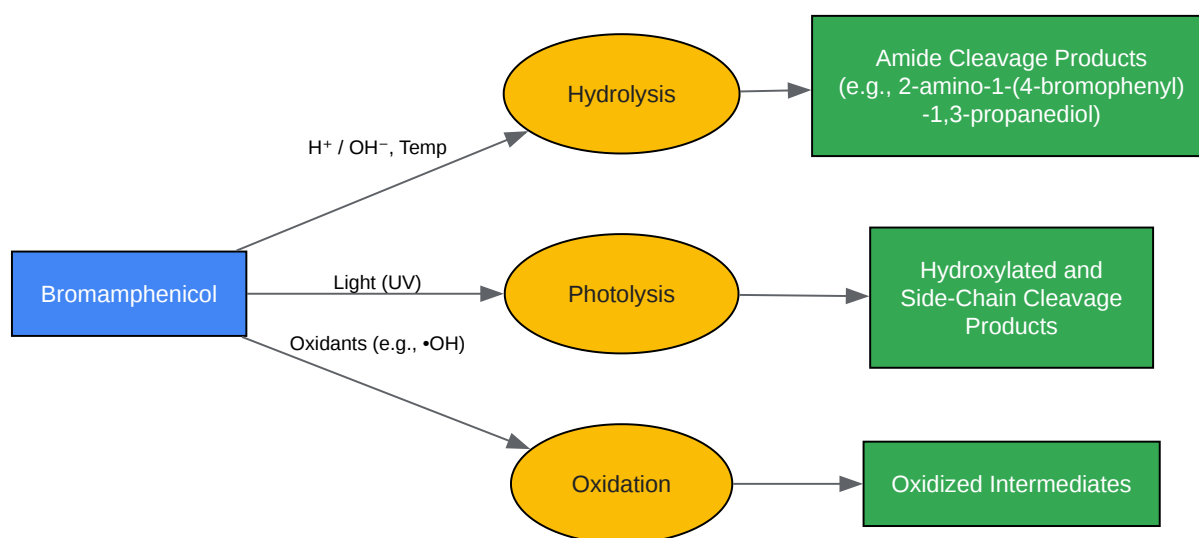 Bromamphenicol
H⁺ / OH⁻, Temp
Hydrolysis
Amide Cleavage Products
(e.g., 2-amino-1-(4-bromophenyl)
-1,3-propanediol)
Light (UV)
Photolysis
Hydroxylated and
Side-Chain Cleavage
Products
Oxidants (e.g., •OH)
Oxidation
Oxidized Intermediates